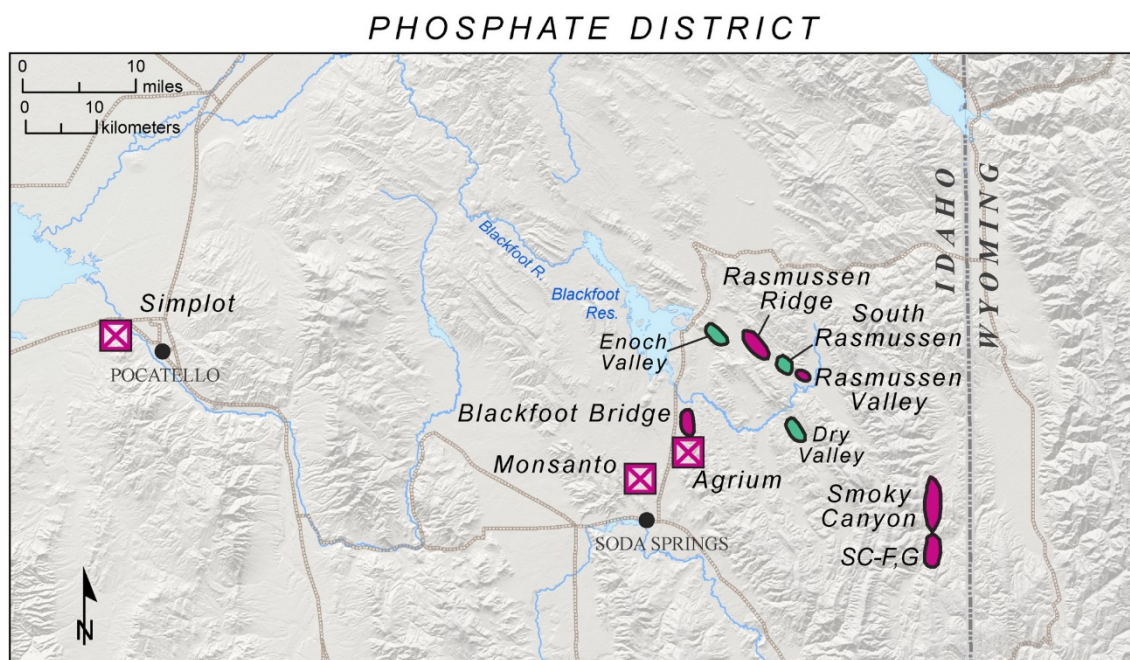 PHOSPHATE DISTRICT
0 10
miles
0 10
kilometers
IDAHO
WYOMING
Blackfoot R.
Blackfoot
Res.
Rasmussen
Ridge
South
Rasmussen
Enoch
Valley
Rasmussen
Valley
Simplot
POCATELLO
Blackfoot Bridge
Dry
Valley
Monsanto
Agrium
Smoky
Canyon
SODA SPRINGS
SC-F,G
N